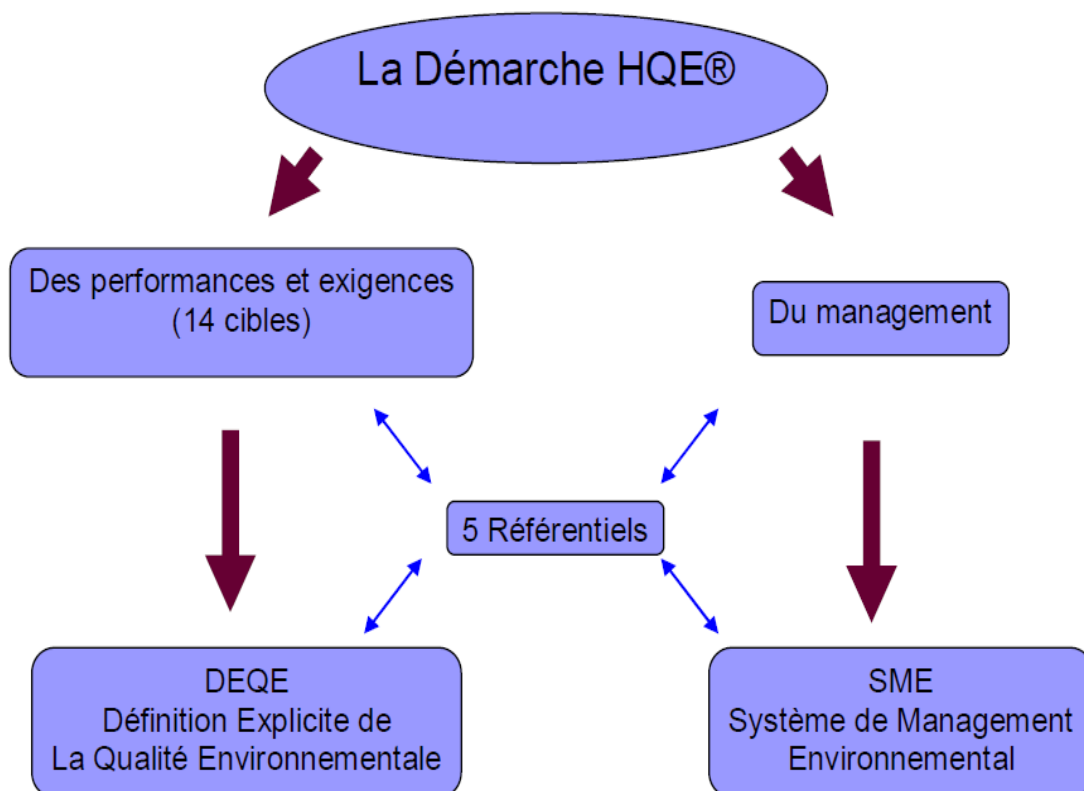 La Démarche HQE®
Des performances et exigences
(14 cibles)
Du management
5 Référentiels
DEQE
Définition Explicite de
La Qualité Environnementale
SME
Système de Management
Environnemental